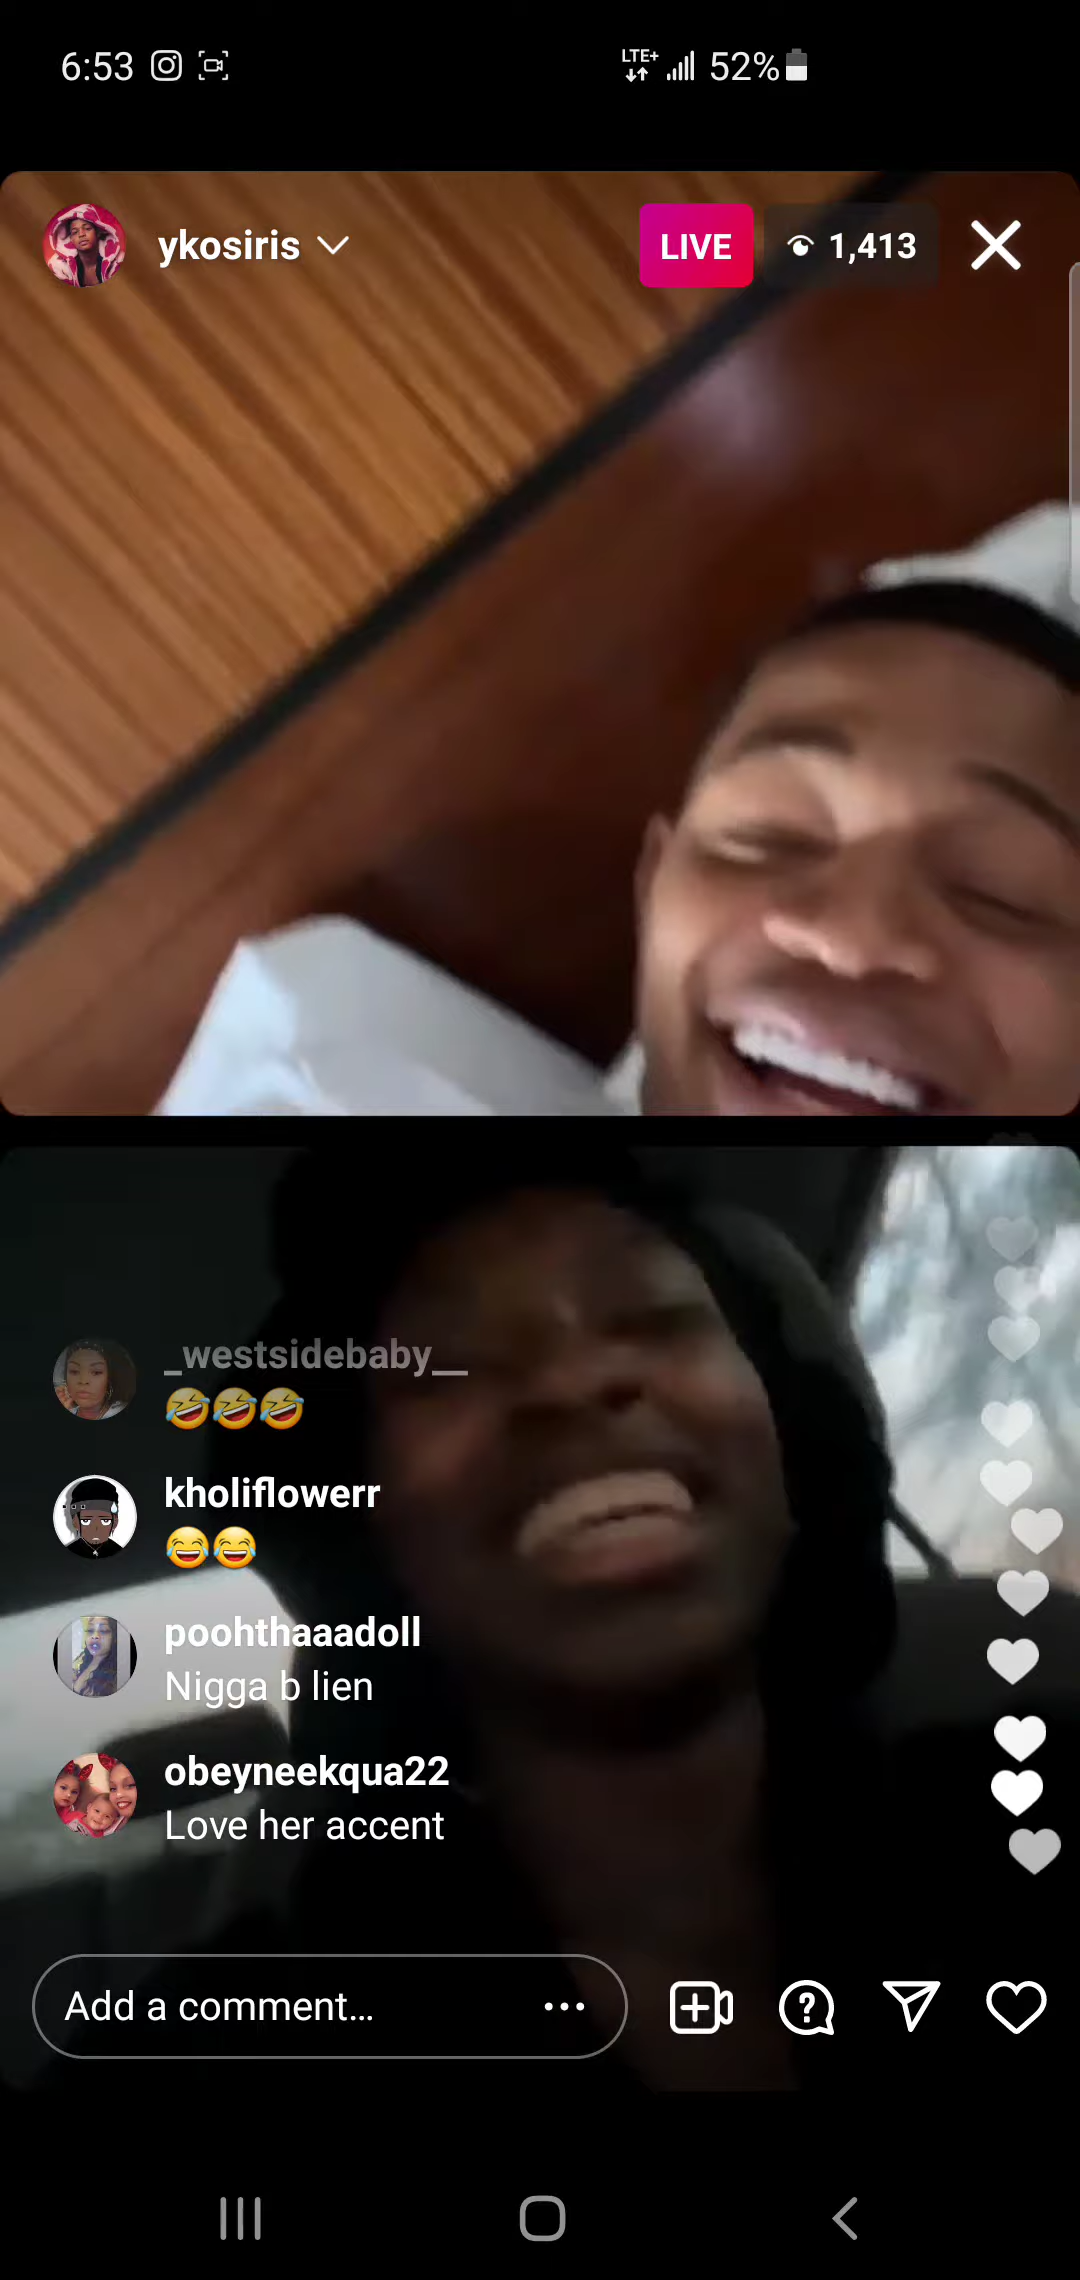 6:53 LTE+ 52%
ykosiris LIVE 1,413
_westsidebaby__
🤣🤣🤣
kholiflowerr
😂😂
poohthaaadoll
Nigga b lien
obeyneekqua22
Love her accent
Add a comment...